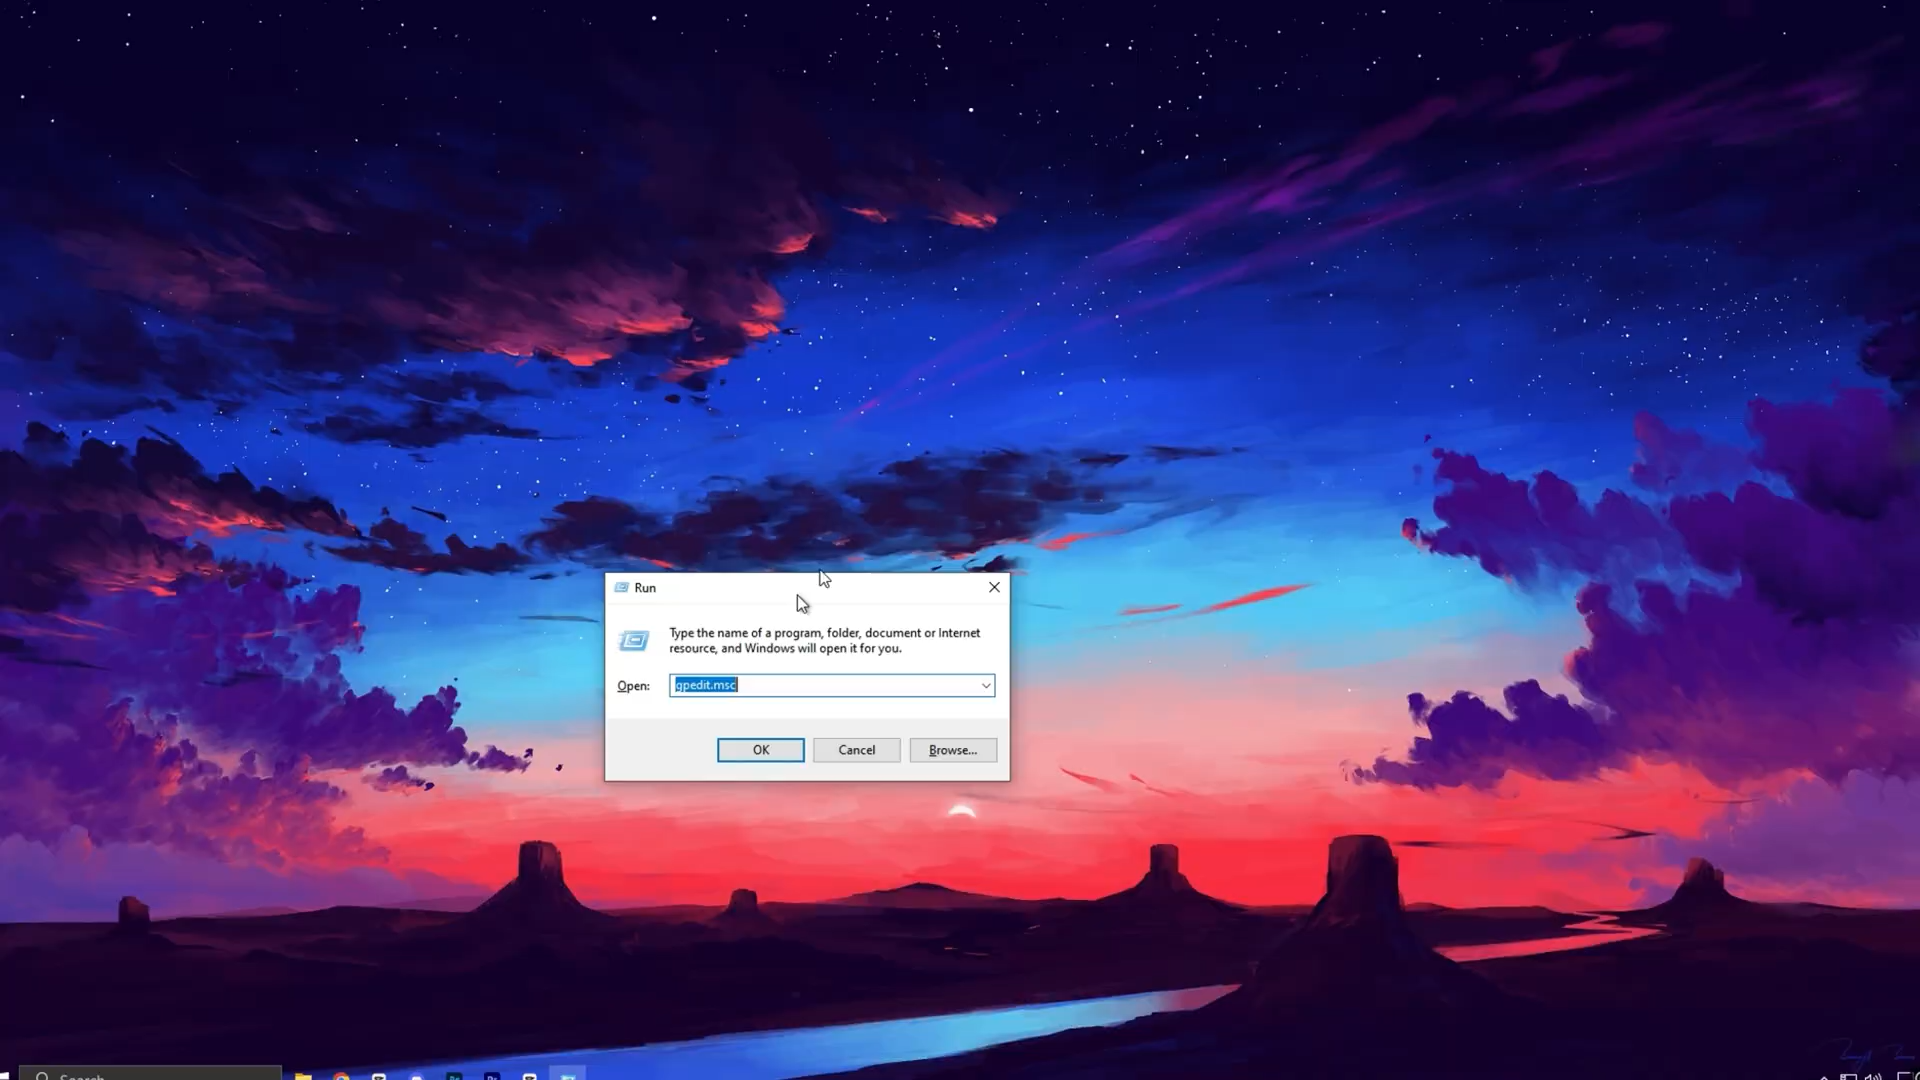 Run
Type the name of a program, folder, document or Internet
resource, and Windows will open it for you.
Open:
gpedit.msc
OK
Cancel
Browse...
Search